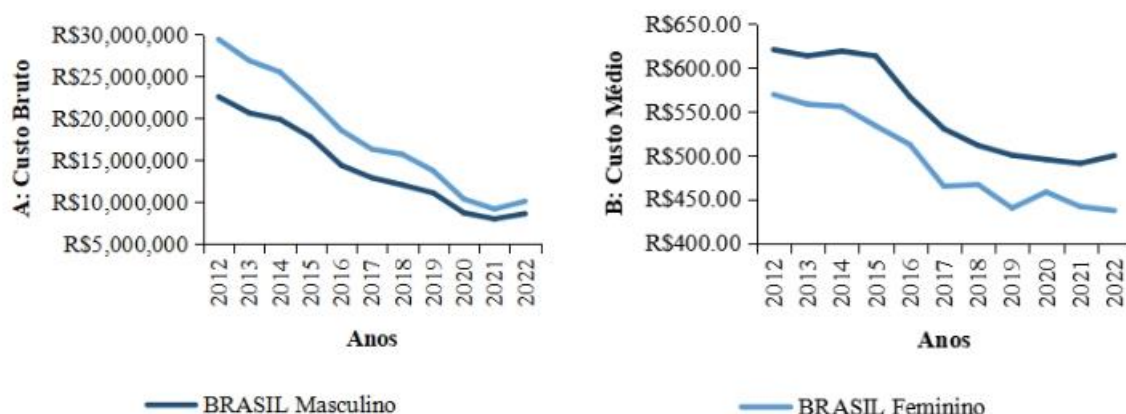 A: Custo Bruto
R$30,000,000
R$25,000,000
R$20,000,000
R$15,000,000
R$10,000,000
R$5,000,000
2012
2013
2014
2015
2016
2017
2018
2019
2020
2021
2022
Anos
B: Custo Médio
R$650.00
R$600.00
R$550.00
R$500.00
R$450.00
R$400.00
2012
2013
2014
2015
2016
2017
2018
2019
2020
2021
2022
Anos
BRASIL Masculino
BRASIL Feminino